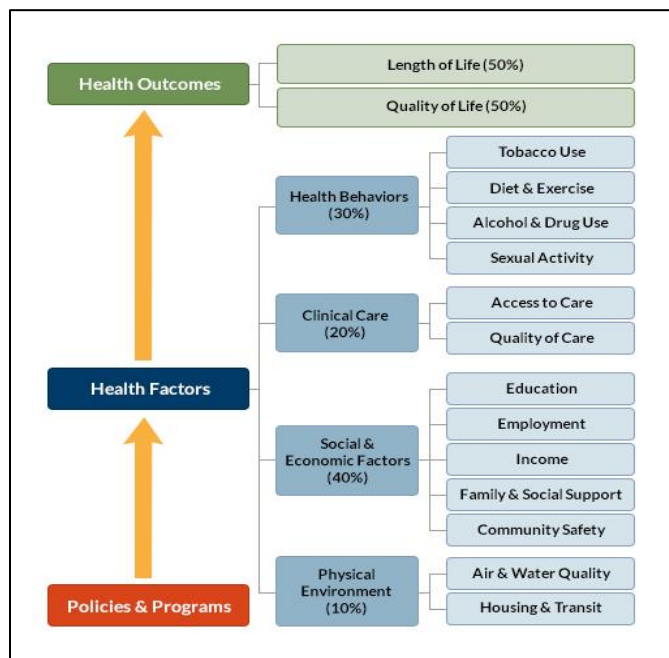 Health Outcomes
Length of Life (50%)
Quality of Life (50%)
Health Factors
Health Behaviors
(30%)
Tobacco Use
Diet & Exercise
Alcohol & Drug Use
Sexual Activity
Clinical Care
(20%)
Access to Care
Quality of Care
Social &
Economic Factors
(40%)
Education
Employment
Income
Family & Social Support
Community Safety
Physical
Environment
(10%)
Air & Water Quality
Housing & Transit
Policies & Programs